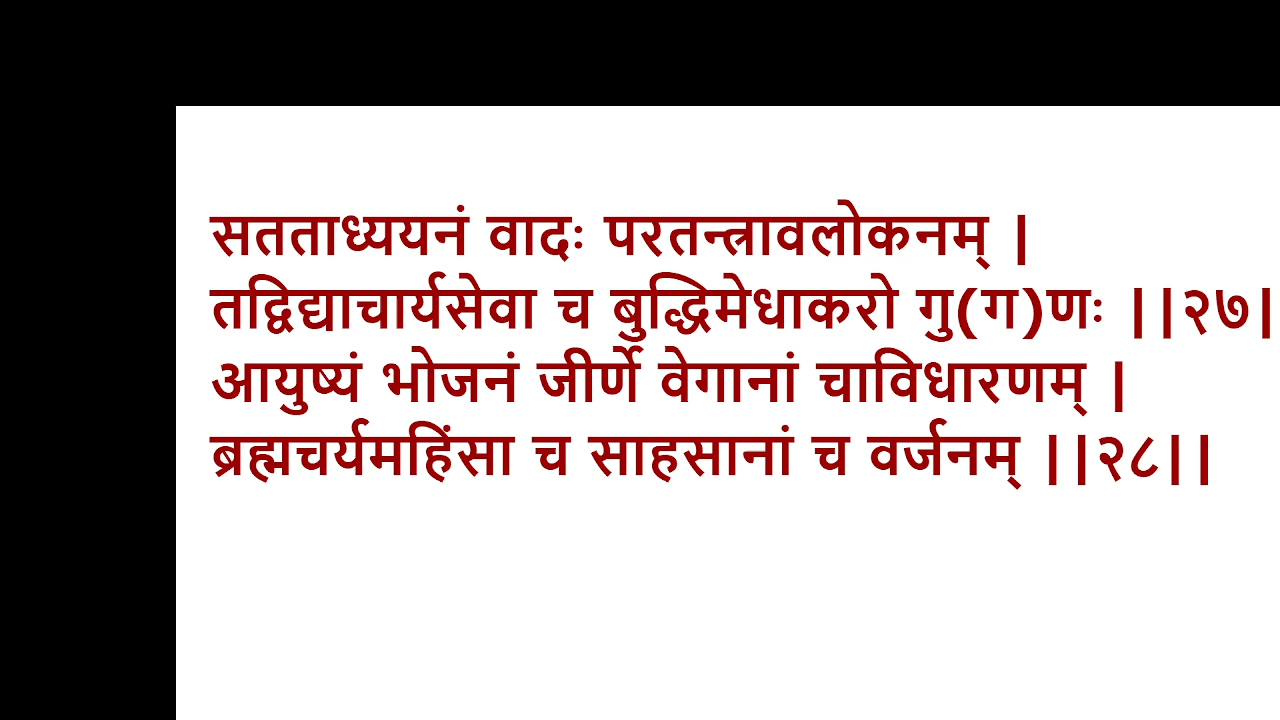 सतताध्ययनं वादः परतन्त्रावलोकनम् |
तद्विद्याचार्यसेवा च बुद्धिमेधाकरो गु(ग)णः ||२७|
आयुष्यं भोजनं जीर्णे वेगानां चाविधारणम् |
ब्रह्मचर्यमहिंसा च साहसानां च वर्जनम् ||२८||